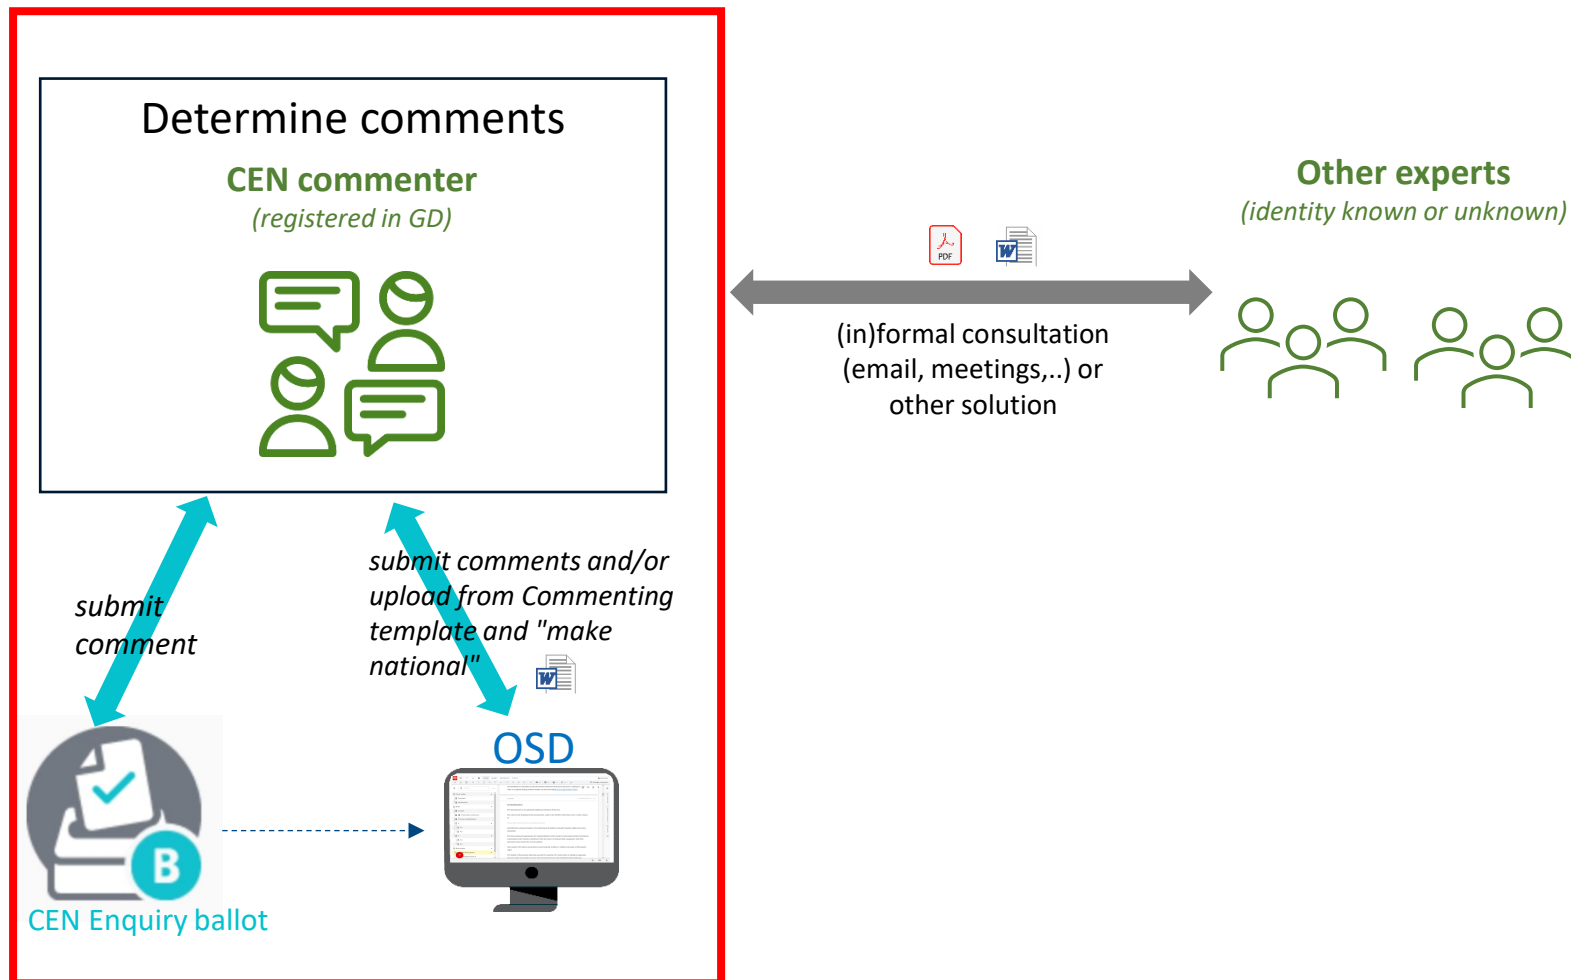 Determine comments
CEN commenter
(registered in GD)
Other experts
(identity known or unknown)
PDF
W
(in)formal consultation
(email, meetings,..) or
other solution
submit comments and/or
upload from Commenting
template and "make
national"
W
submit
comment
OSD
B
CEN Enquiry ballot